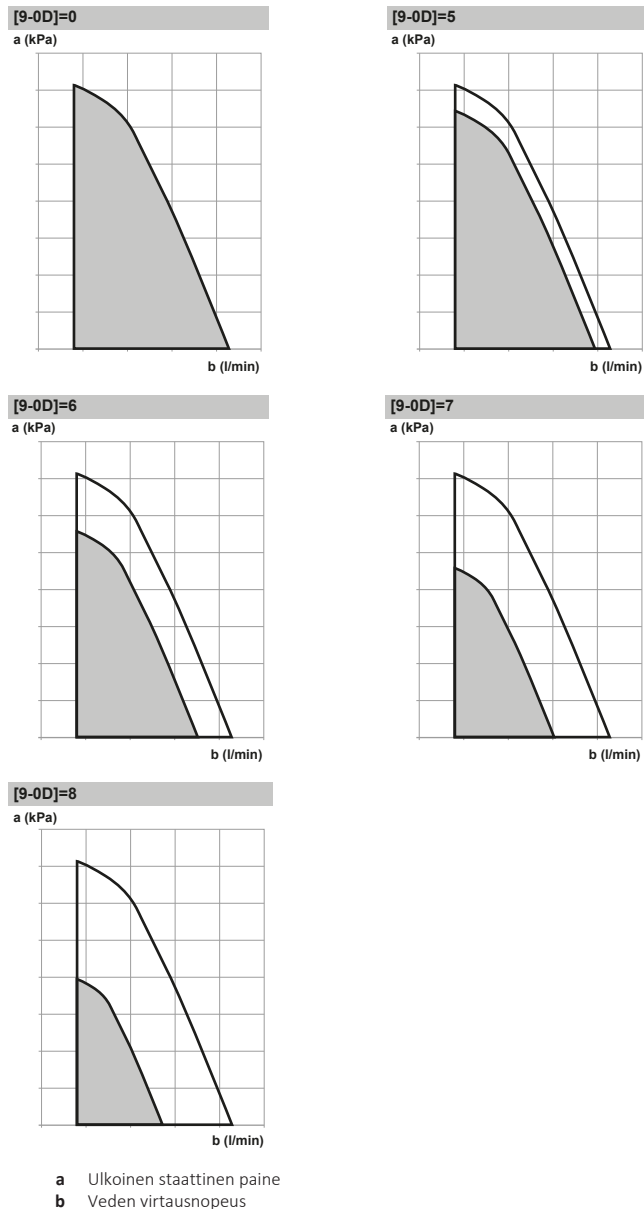 [9-0D]=0
a (kPa)
b (l/min)
[9-0D]=5
a (kPa)
b (l/min)
[9-0D]=6
a (kPa)
b (l/min)
[9-0D]=7
a (kPa)
b (l/min)
[9-0D]=8
a (kPa)
b (l/min)
a Ulkoinen staattinen paine
b Veden virtausnopeus